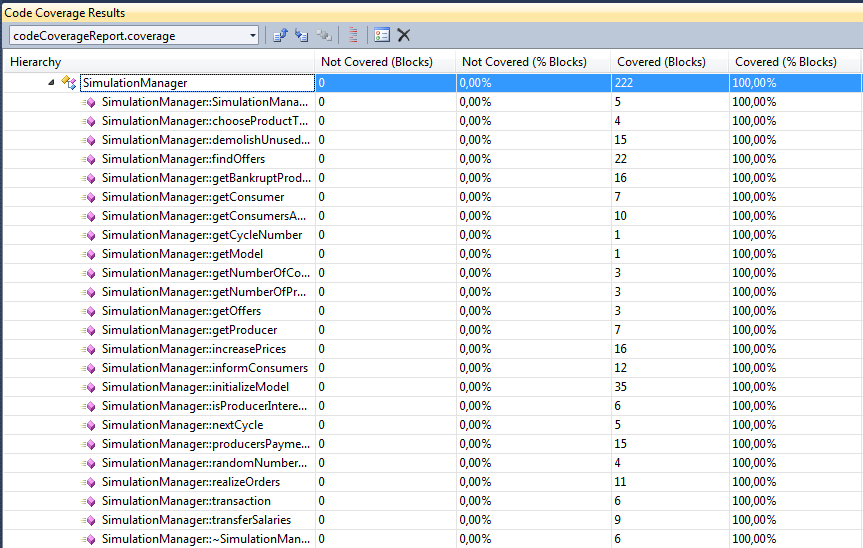 Code Coverage Results
codeCoverageReport.coverage
Hierarchy Not Covered (Blocks) Not Covered (% Blocks) Covered (Blocks) Covered (% Blocks)
SimulationManager 0 0,00% 222 100,00%
SimulationManager::SimulationMana... 0 0,00% 5 100,00%
SimulationManager::chooseProductT... 0 0,00% 4 100,00%
SimulationManager::demolishUnused... 0 0,00% 15 100,00%
SimulationManager::findOffers 0 0,00% 22 100,00%
SimulationManager::getBankruptProd... 0 0,00% 16 100,00%
SimulationManager::getConsumer 0 0,00% 7 100,00%
SimulationManager::getConsumersA... 0 0,00% 10 100,00%
SimulationManager::getCycleNumber 0 0,00% 1 100,00%
SimulationManager::getModel 0 0,00% 1 100,00%
SimulationManager::getNumberOfCo... 0 0,00% 3 100,00%
SimulationManager::getNumberOfPr... 0 0,00% 3 100,00%
SimulationManager::getOffers 0 0,00% 3 100,00%
SimulationManager::getProducer 0 0,00% 7 100,00%
SimulationManager::increasePrices 0 0,00% 16 100,00%
SimulationManager::informConsumers 0 0,00% 12 100,00%
SimulationManager::initializeModel 0 0,00% 35 100,00%
SimulationManager::isProducerIntere... 0 0,00% 6 100,00%
SimulationManager::nextCycle 0 0,00% 5 100,00%
SimulationManager::producersPayme... 0 0,00% 15 100,00%
SimulationManager::randomNumber... 0 0,00% 4 100,00%
SimulationManager::realizeOrders 0 0,00% 11 100,00%
SimulationManager::transaction 0 0,00% 6 100,00%
SimulationManager::transferSalaries 0 0,00% 9 100,00%
SimulationManager::~SimulationMan... 0 0,00% 6 100,00%